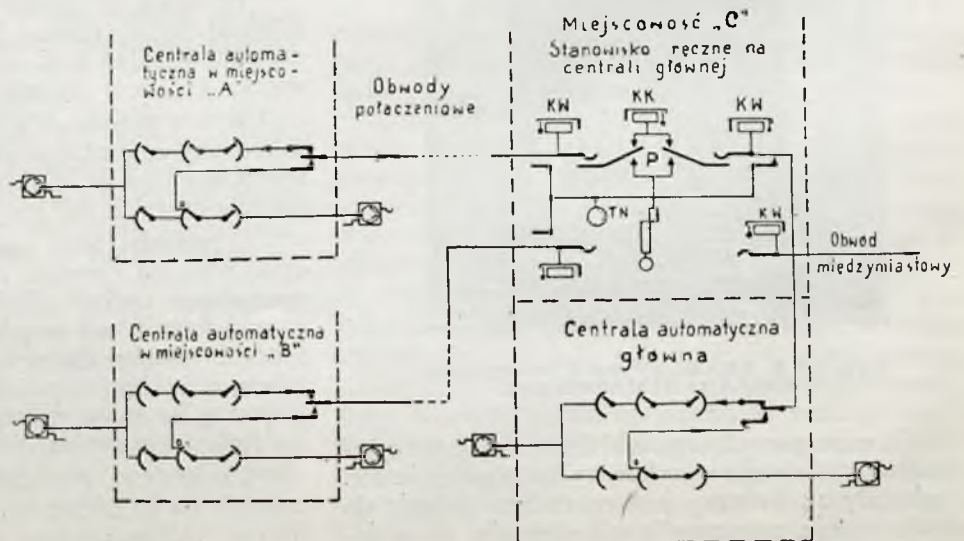 Centrala automa-
tyczna w miejsco-
wości „A"
Obwody
połaczeniowe
Miejscowość „C"
Stanowisko ręczne na
centrali głównej
KW
KK
KW
P
TN
KW
Obwód
międzymiastowy
Centrala automatyczna
w miejscowości „B"
Centrala automatyczna
główna